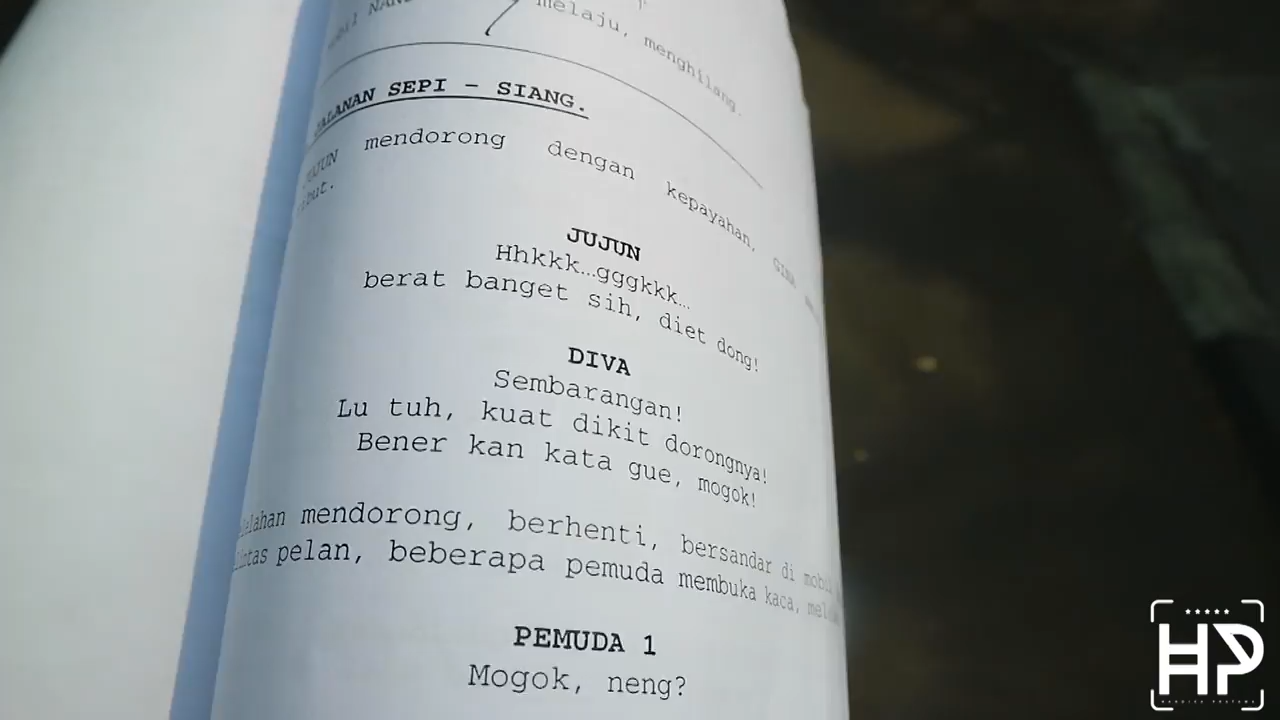 melaju, menghilang.
JALANAN SEPI - SIANG.
JUJUN mendorong dengan kepayahan,
JUJUN
Hhkkk…gggkkk…
berat banget sih, diet dong!
DIVA
Sembarangan!
Lu tuh, kuat dikit dorongnya!
Bener kan kata gue, mogok!
mendorong, berhenti, bersandar di
pelan, beberapa pemuda membuka kaca,
PEMUDA 1
Mogok, neng?
HP